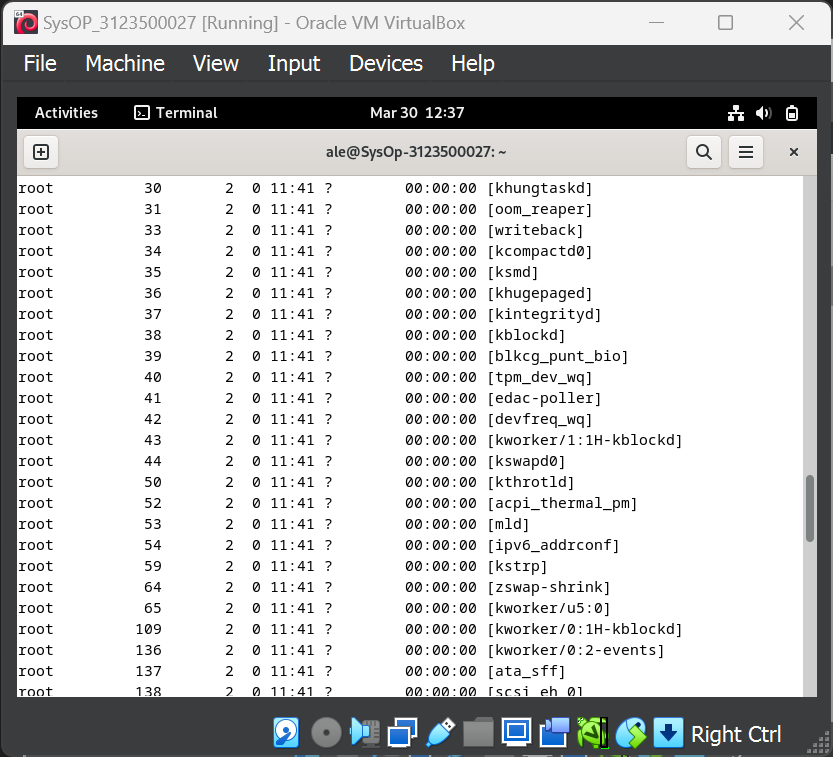 SysOP_3123500027 [Running] - Oracle VM VirtualBox
File Machine View Input Devices Help
Activities Terminal Mar 30 12:37
ale@SysOp-3123500027: ~
root 30 2 0 11:41 ? 00:00:00 [khungtaskd]
root 31 2 0 11:41 ? 00:00:00 [oom_reaper]
root 33 2 0 11:41 ? 00:00:00 [writeback]
root 34 2 0 11:41 ? 00:00:00 [kcompactd0]
root 35 2 0 11:41 ? 00:00:00 [ksmd]
root 36 2 0 11:41 ? 00:00:00 [khugepaged]
root 37 2 0 11:41 ? 00:00:00 [kintegrityd]
root 38 2 0 11:41 ? 00:00:00 [kblockd]
root 39 2 0 11:41 ? 00:00:00 [blkcg_punt_bio]
root 40 2 0 11:41 ? 00:00:00 [tpm_dev_wq]
root 41 2 0 11:41 ? 00:00:00 [edac-poller]
root 42 2 0 11:41 ? 00:00:00 [devfreq_wq]
root 43 2 0 11:41 ? 00:00:00 [kworker/1:1H-kblockd]
root 44 2 0 11:41 ? 00:00:00 [kswapd0]
root 50 2 0 11:41 ? 00:00:00 [kthrotld]
root 52 2 0 11:41 ? 00:00:00 [acpi_thermal_pm]
root 53 2 0 11:41 ? 00:00:00 [mld]
root 54 2 0 11:41 ? 00:00:00 [ipv6_addrconf]
root 59 2 0 11:41 ? 00:00:00 [kstrp]
root 64 2 0 11:41 ? 00:00:00 [zswap-shrink]
root 65 2 0 11:41 ? 00:00:00 [kworker/u5:0]
root 109 2 0 11:41 ? 00:00:00 [kworker/0:1H-kblockd]
root 136 2 0 11:41 ? 00:00:00 [kworker/0:2-events]
root 137 2 0 11:41 ? 00:00:00 [ata_sff]
root 138 2 0 11:41 ? 00:00:00 [scsi_eh_0]
Right Ctrl